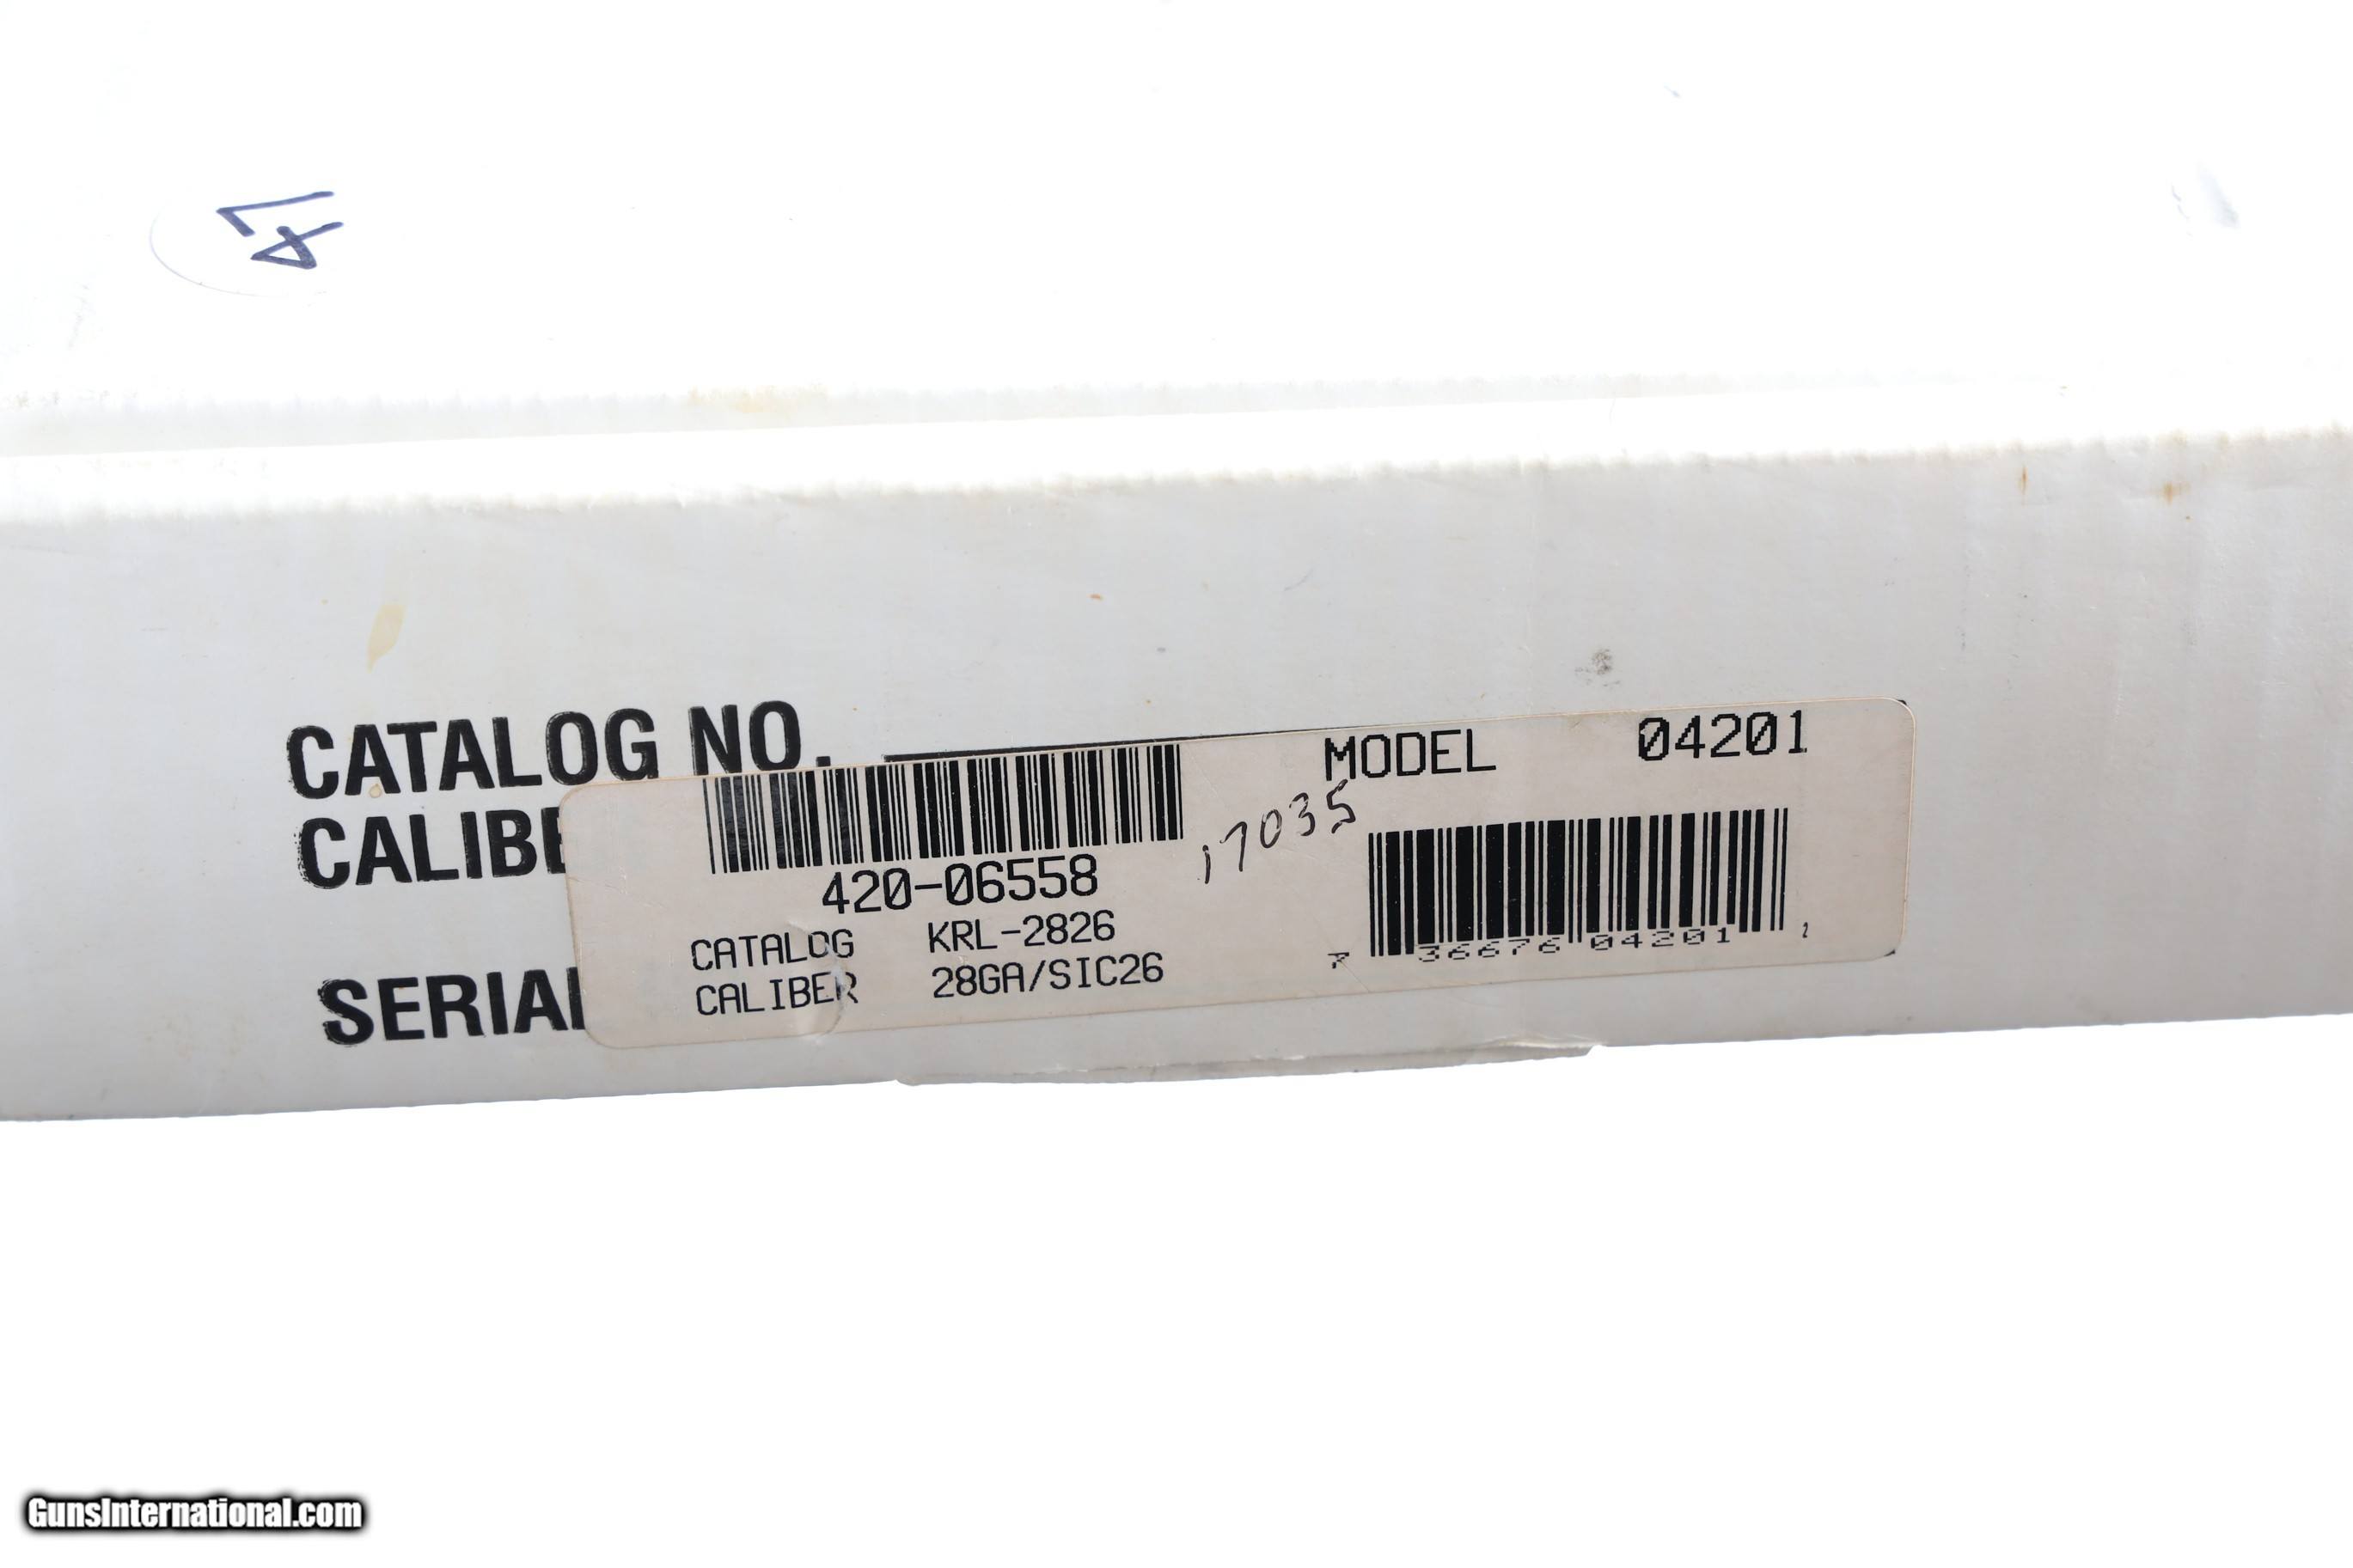 47
CATALOG NO.
CALIBE
SERIAL
MODEL 04201
17035
420-06558
CATALOG KRL-2826
CALIBER 28GA/SIC26
7 36676 04201 2
GunsInternational.com